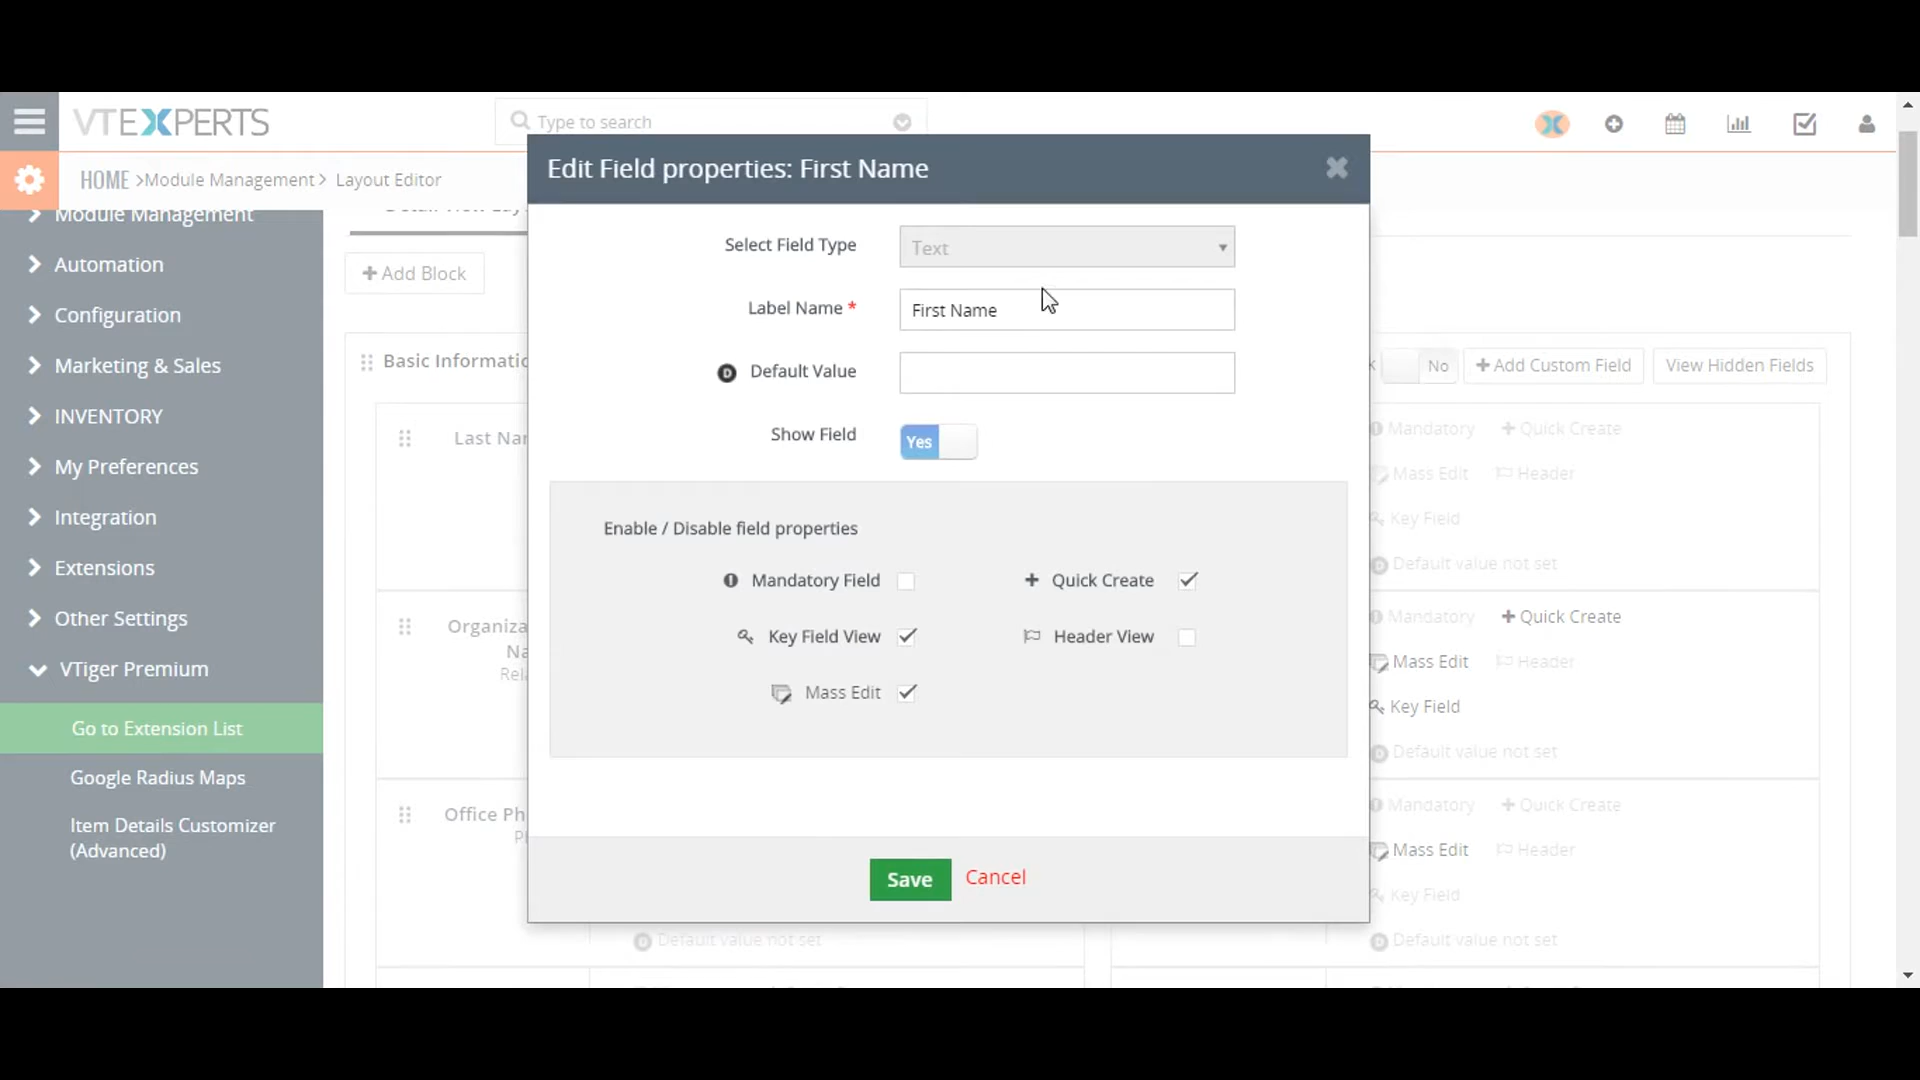 VTEXPERTS
Type to search
HOME >Module Management> Layout Editor
Module Management
Automation
Configuration
Marketing & Sales
INVENTORY
My Preferences
Integration
Extensions
Other Settings
VTiger Premium
Go to Extension List
Google Radius Maps
Item Details Customizer
(Advanced)
+ Add Block
Basic Informatio
Last Nar
Organiza
Na
Rela
Office Ph
Ph
Edit Field properties: First Name
Select Field Type Text
Label Name * First Name
D Default Value
Show Field Yes
Enable / Disable field properties
Mandatory Field + Quick Create
Key Field View Header View
Mass Edit
Save Cancel
D Default value not set
No + Add Custom Field View Hidden Fields
Mandatory + Quick Create
Mass Edit Header
Key Field
D Default value not set
Mandatory + Quick Create
Mass Edit Header
Key Field
D Default value not set
Mandatory + Quick Create
Mass Edit Header
Key Field
D Default value not set